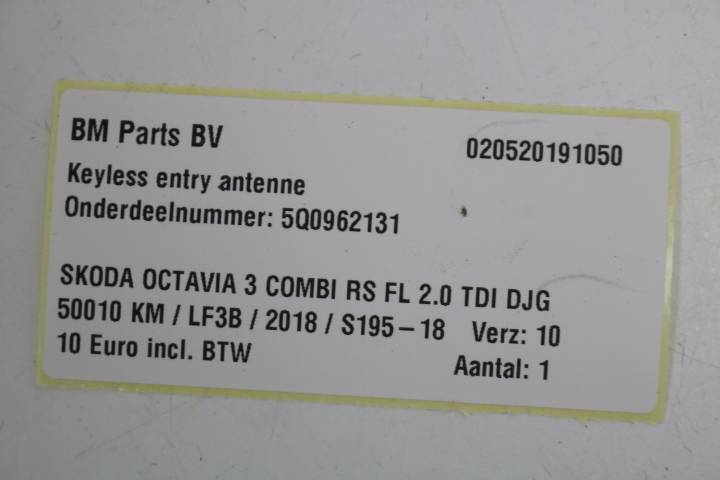 BM Parts BV 020520191050
Keyless entry antenne
Onderdeelnummer: 5Q0962131
SKODA OCTAVIA 3 COMBI RS FL 2.0 TDI DJG
50010 KM / LF3B / 2018 / S195-18 Verz: 10
10 Euro incl. BTW Aantal: 1